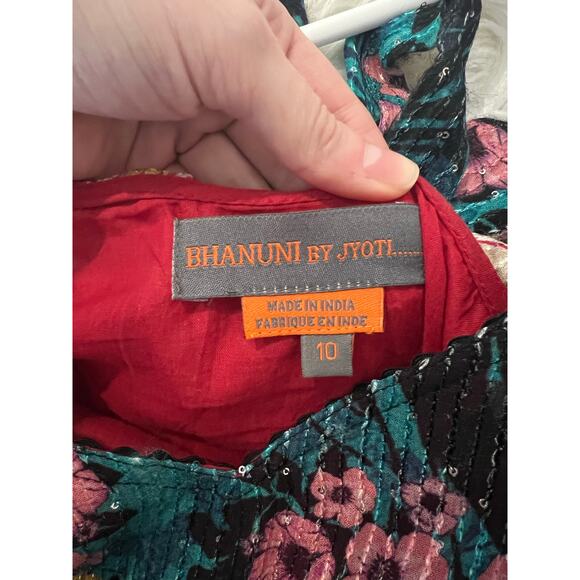 BHANUNI BY JYOTI......
MADE IN INDIA
FABRIQUE EN INDE
10